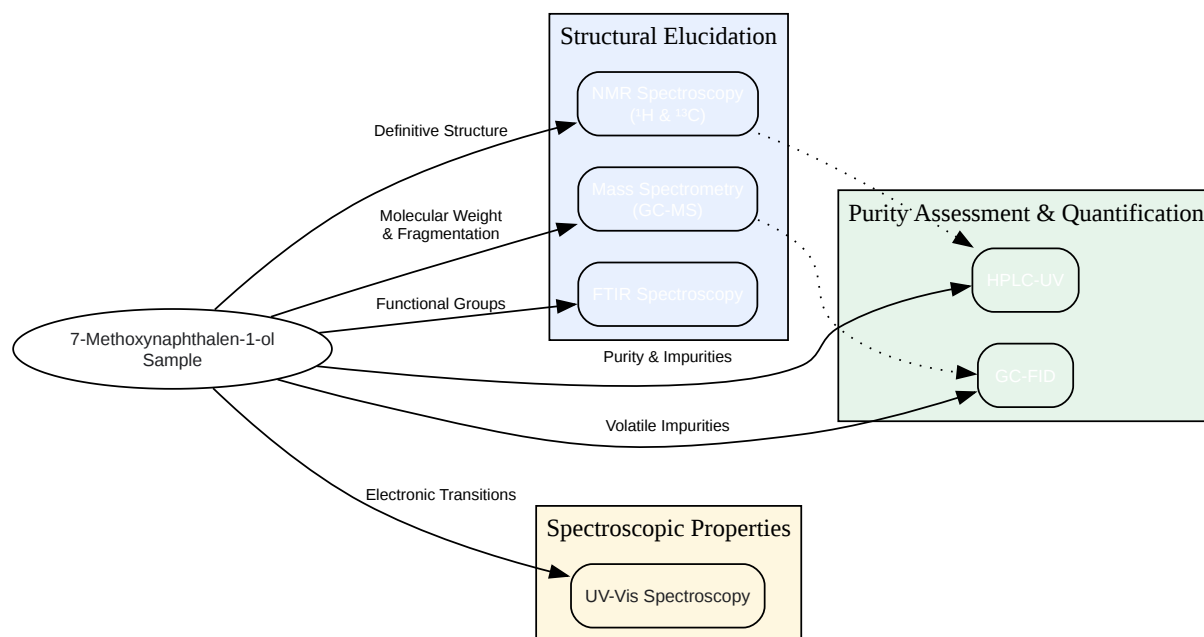 Structural Elucidation
NMR Spectroscopy
(¹H & ¹³C)
Definitive Structure
Mass Spectrometry
(GC-MS)
Molecular Weight
& Fragmentation
Purity Assessment & Quantification
HPLC-UV
FTIR Spectroscopy
Functional Groups
7-Methoxynaphthalen-1-ol
Sample
Purity & Impurities
GC-FID
Volatile Impurities
Electronic Transitions
Spectroscopic Properties
UV-Vis Spectroscopy